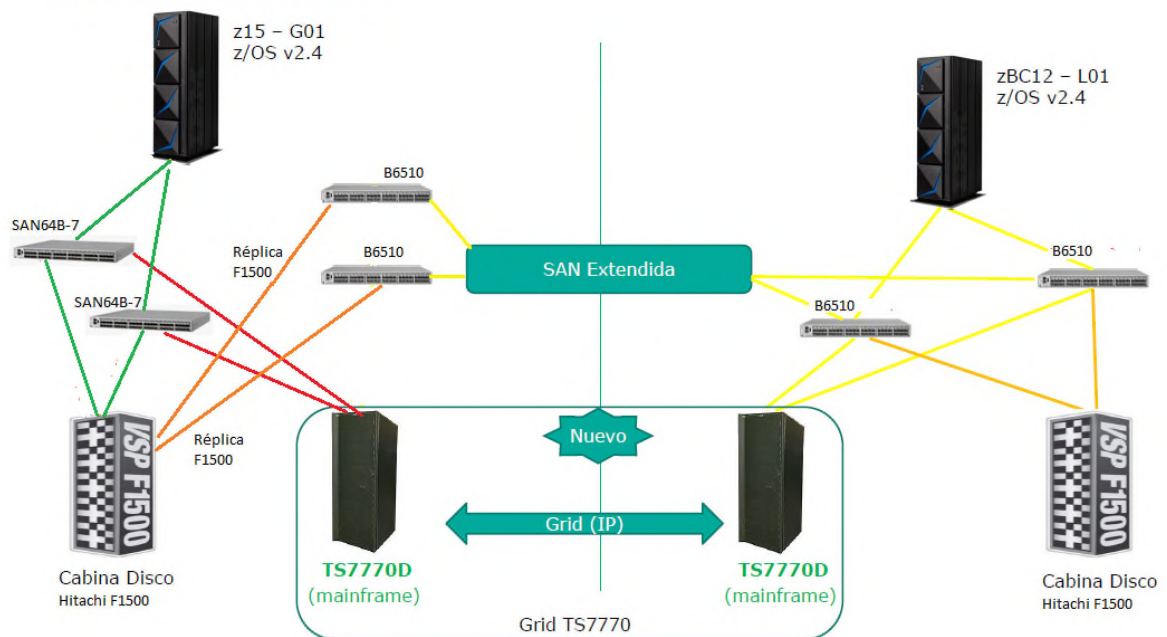 z15 – G01
z/OS v2.4
zBC12 – L01
z/OS v2.4
B6510
SAN64B-7
Réplica
F1500
B6510
SAN Extendida
B6510
SAN64B-7
B6510
Nuevo
Réplica
F1500
VSP F1500
VSP F1500
Grid (IP)
Cabina Disco
Hitachi F1500
TS7770D
(mainframe)
TS7770D
(mainframe)
Cabina Disco
Hitachi F1500
Grid TS7770